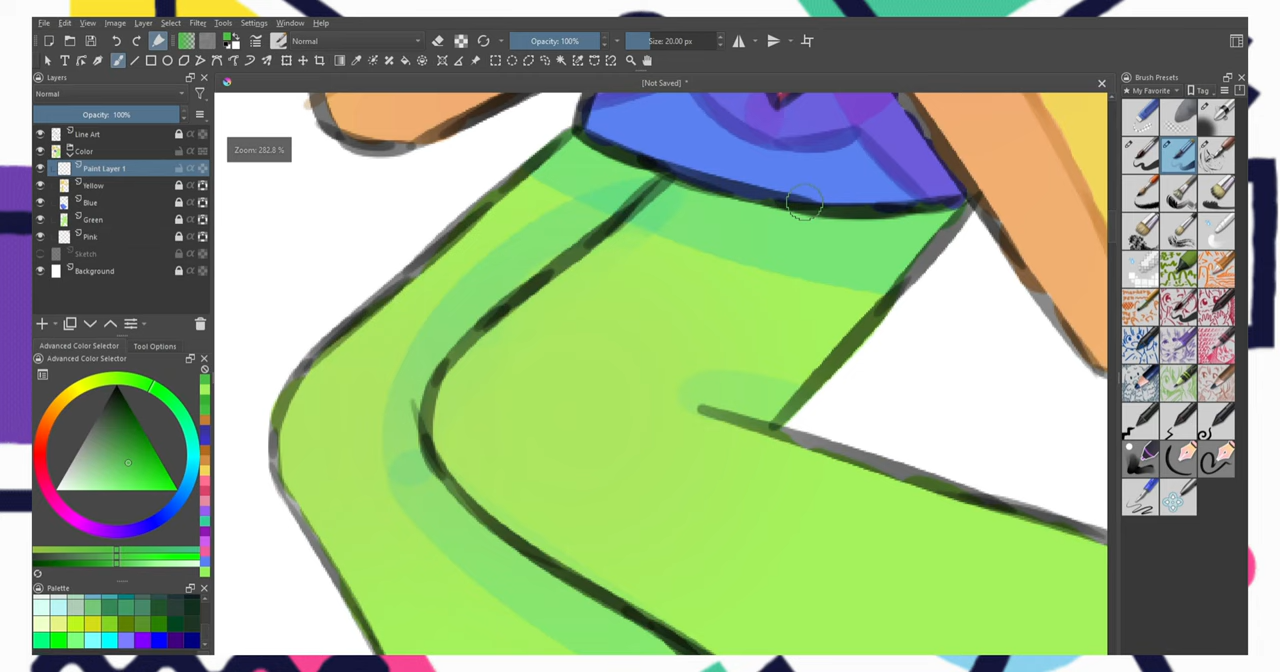 File Edit View Image Layer Select Filter Tools Settings Window Help
Normal Opacity: 100% Size: 20.00 px
Layers [Not Saved] * Brush Presets
Normal
My Favorite Tag
Opacity: 100%
Line Art
Color
Zoom: 282.8 %
Paint Layer 1
Yellow
Blue
Green
Pink
Sketch
Background
Advanced Color Selector Tool Options
Advanced Color Selector
Palette